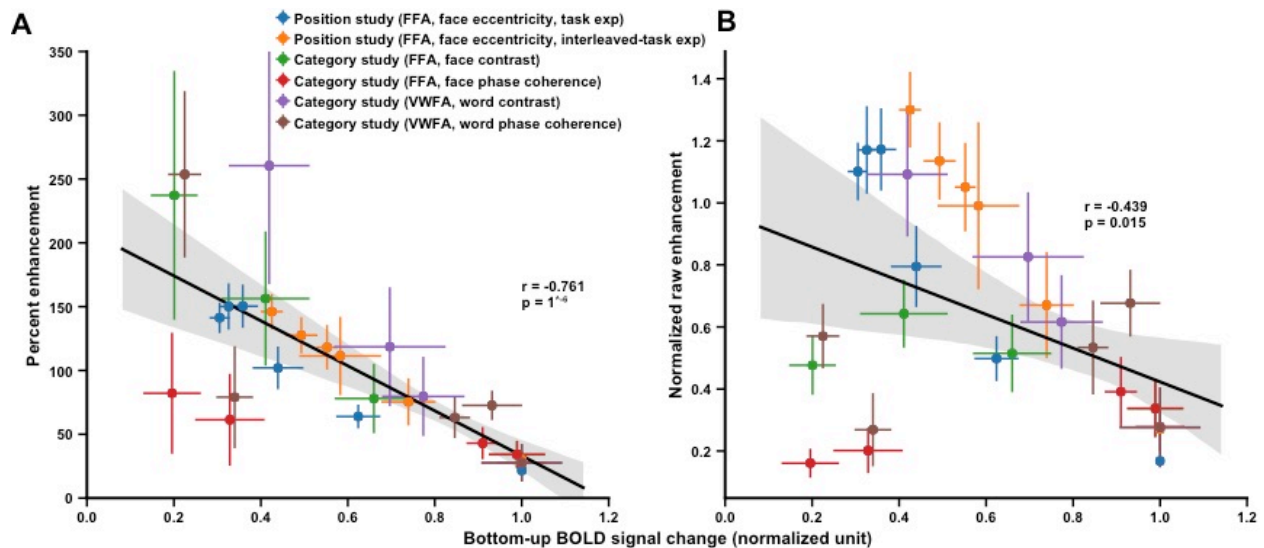 A
B
Position study (FFA, face eccentricity, task exp)
Position study (FFA, face eccentricity, interleaved-task exp)
Category study (FFA, face contrast)
Category study (FFA, face phase coherence)
Category study (VWFA, word contrast)
Category study (VWFA, word phase coherence)
Percent enhancement
350
300
250
200
150
100
50
0
r = -0.761
p = 1^-6
0.0 0.2 0.4 0.6 0.8 1.0 1.2
Normalized raw enhancement
1.4
1.2
1.0
0.8
0.6
0.4
0.2
r = -0.439
p = 0.015
0.0 0.2 0.4 0.6 0.8 1.0 1.2
Bottom-up BOLD signal change (normalized unit)